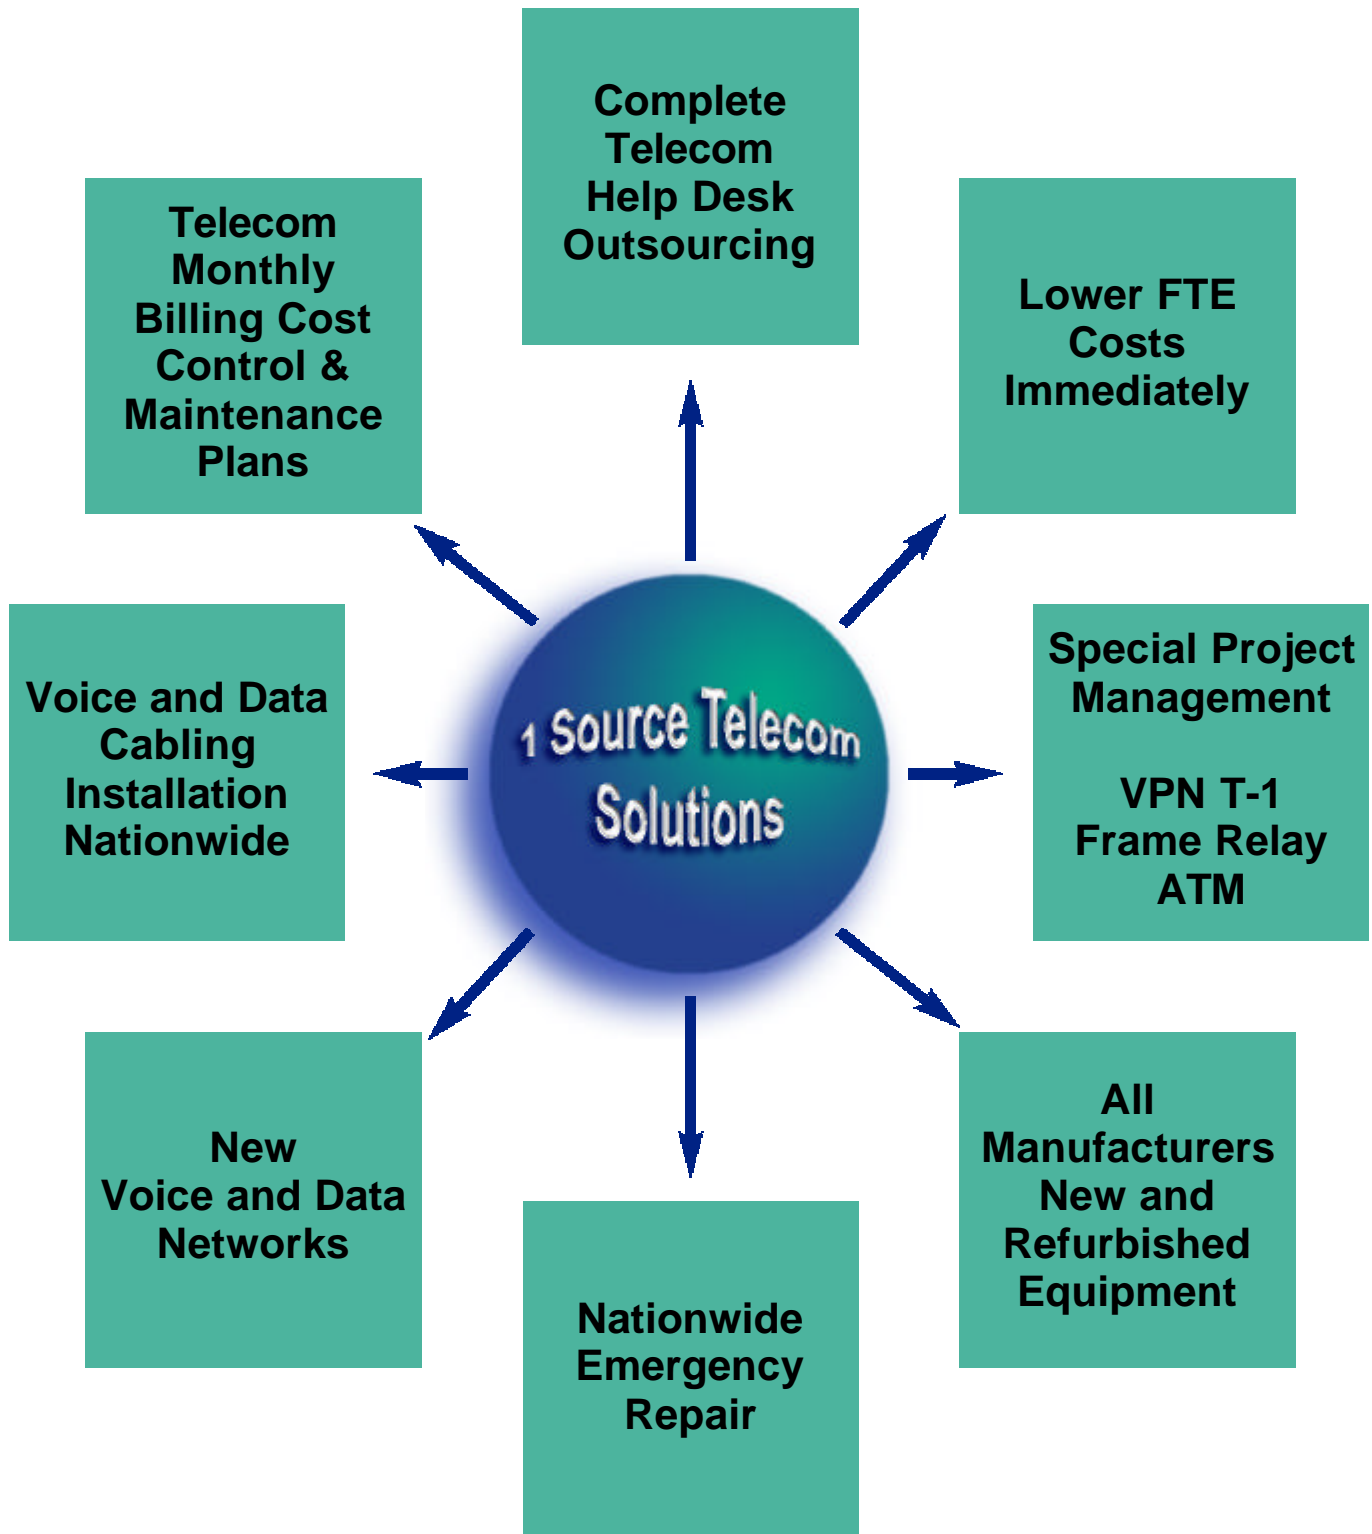 Complete
Telecom
Help Desk
Outsourcing
Telecom
Monthly
Billing Cost
Control &
Maintenance
Plans
Lower FTE
Costs
Immediately
Voice and Data
Cabling
Installation
Nationwide
1 Source Telecom
Solutions
Special Project
Management
VPN T-1
Frame Relay
ATM
New
Voice and Data
Networks
Nationwide
Emergency
Repair
All
Manufacturers
New and
Refurbished
Equipment